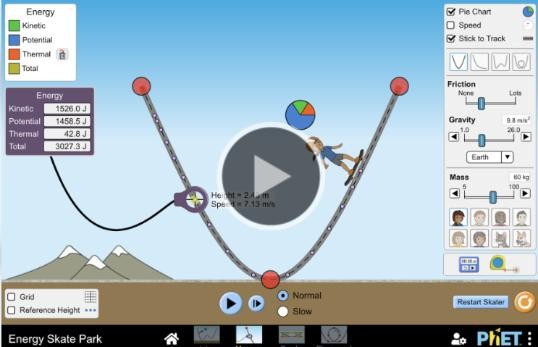 Energy
Kinetic
Potential
Thermal
Total
Energy
Kinetic 1526.0 J
Potential 1458.5 J
Thermal 42.8 J
Total 3027.3 J
Height = 2.48 m
Speed = 7.13 m/s
Pie Chart
Speed
Stick to Track
Friction
None Lots
Gravity 9.8 m/s²
1.0 26.0
Earth
Mass 60 kg
5 100
Grid
Reference Height
Normal
Slow
Restart Skater
Energy Skate Park
PhET